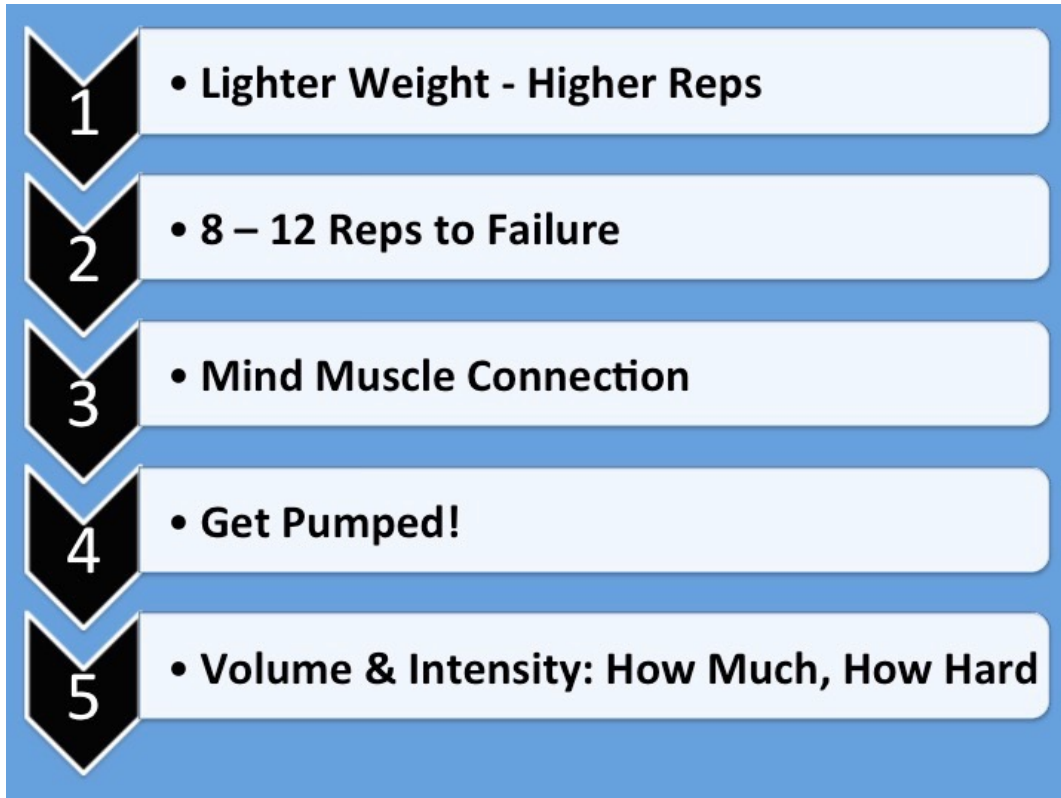 1
• Lighter Weight - Higher Reps
2
• 8 – 12 Reps to Failure
3
• Mind Muscle Connection
4
• Get Pumped!
5
• Volume & Intensity: How Much, How Hard